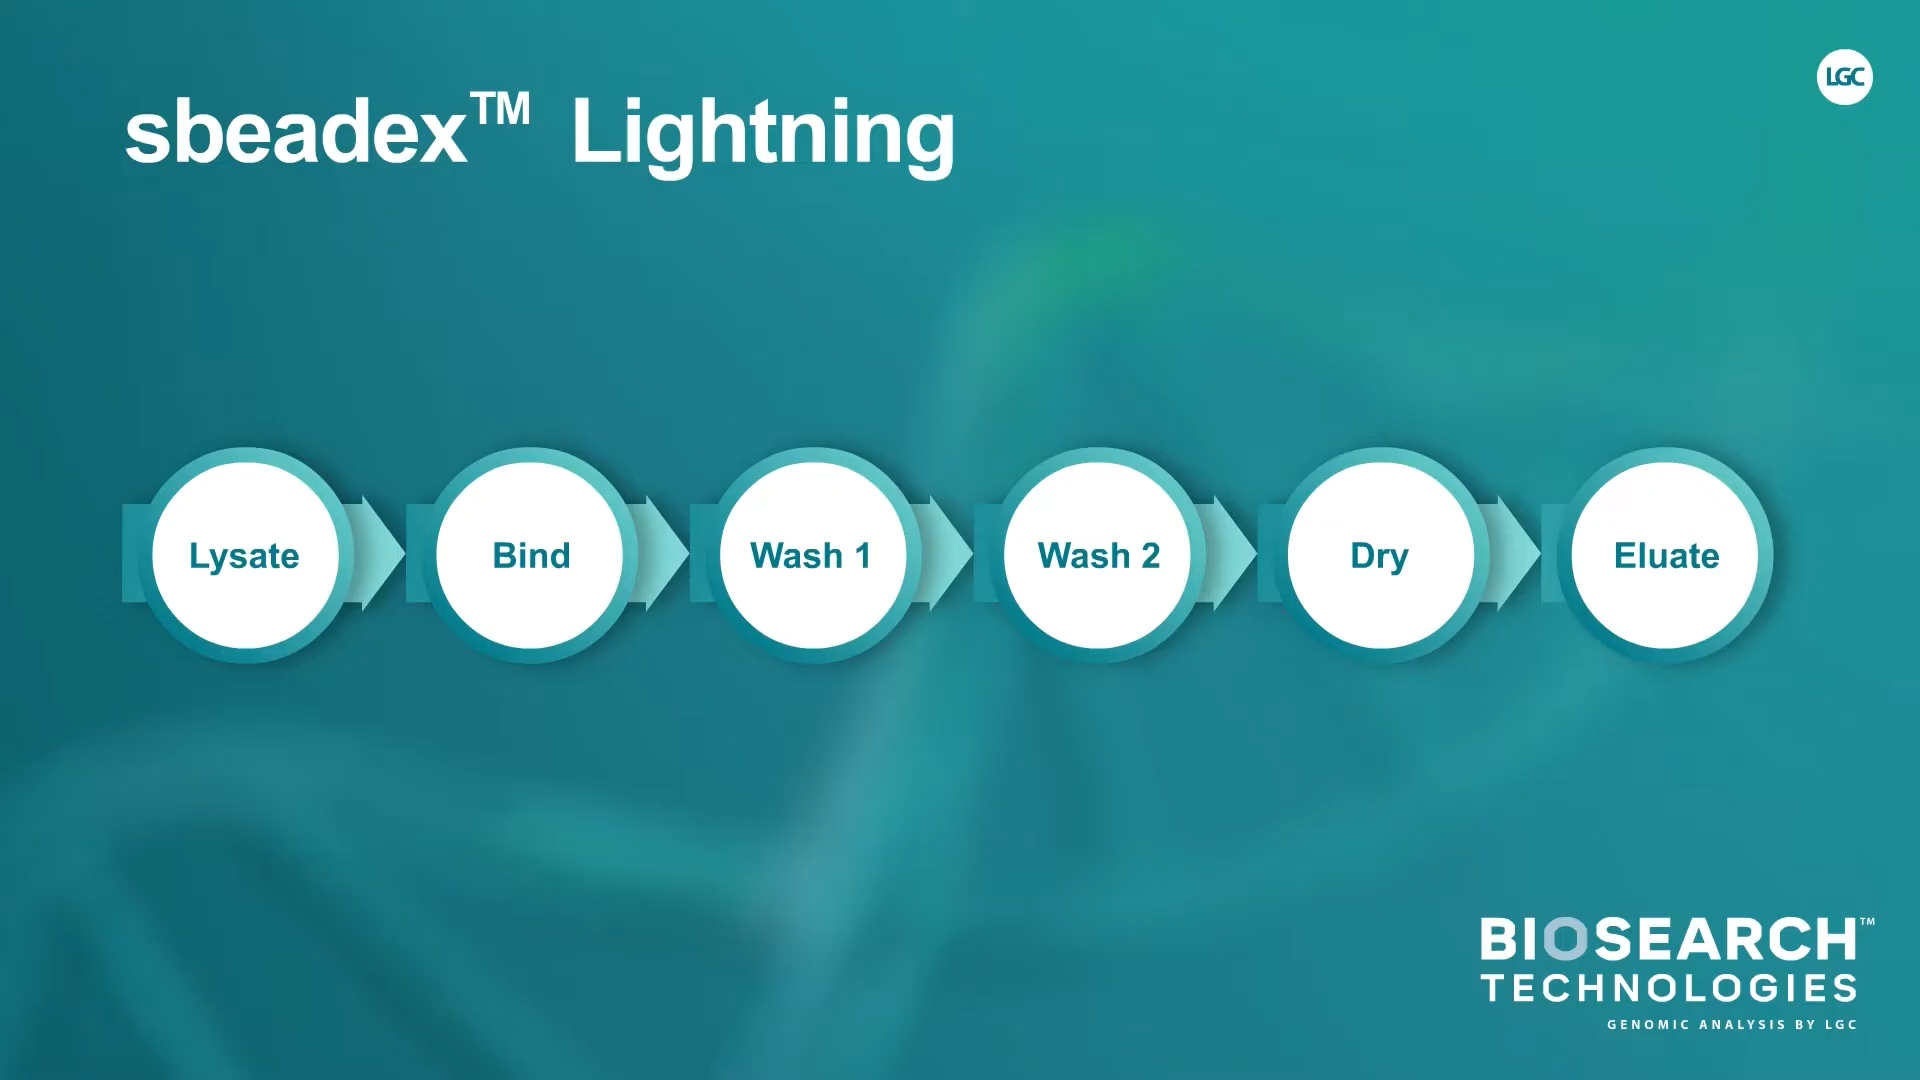 LGC
sbeadex™ Lightning
Lysate
Bind
Wash 1
Wash 2
Dry
Eluate
BIOSEARCH™
TECHNOLOGIES
GENOMIC ANALYSIS BY LGC